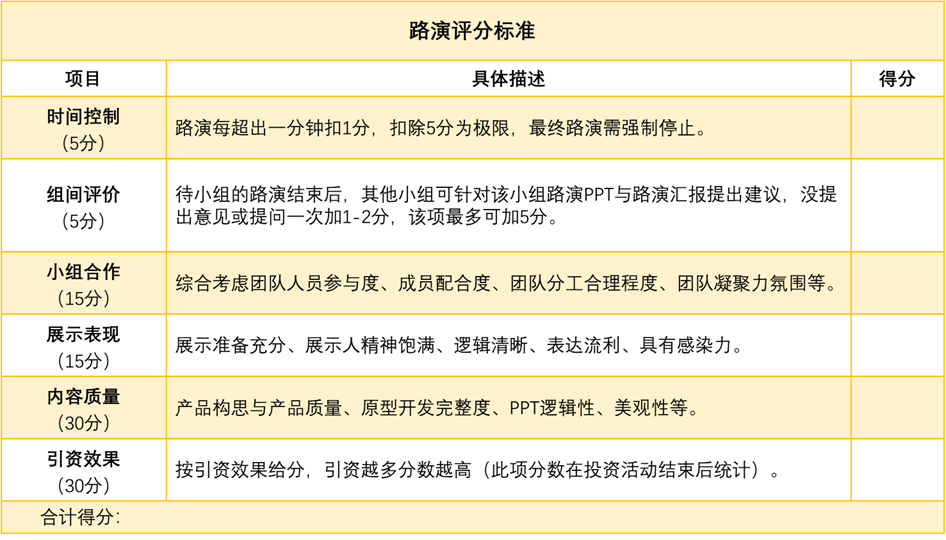 路演评分标准
项目 具体描述 得分
时间控制
（5分）
路演每超出一分钟扣1分，扣除5分为极限，最终路演需强制停止。
组间评价
（5分）
待小组的路演结束后，其他小组可针对该小组路演PPT与路演汇报提出建议，没提
出意见或提问一次加1-2分，该项最多可加5分。
小组合作
（15分）
综合考虑团队人员参与度、成员配合度、团队分工合理程度、团队凝聚力氛围等。
展示表现
（15分）
展示准备充分、展示人精神饱满、逻辑清晰、表达流利、具有感染力。
内容质量
（30分）
产品构思与产品质量、原型开发完整度、PPT逻辑性、美观性等。
引资效果
（30分）
按引资效果给分，引资越多分数越高（此项分数在投资活动结束后统计）。
合计得分：